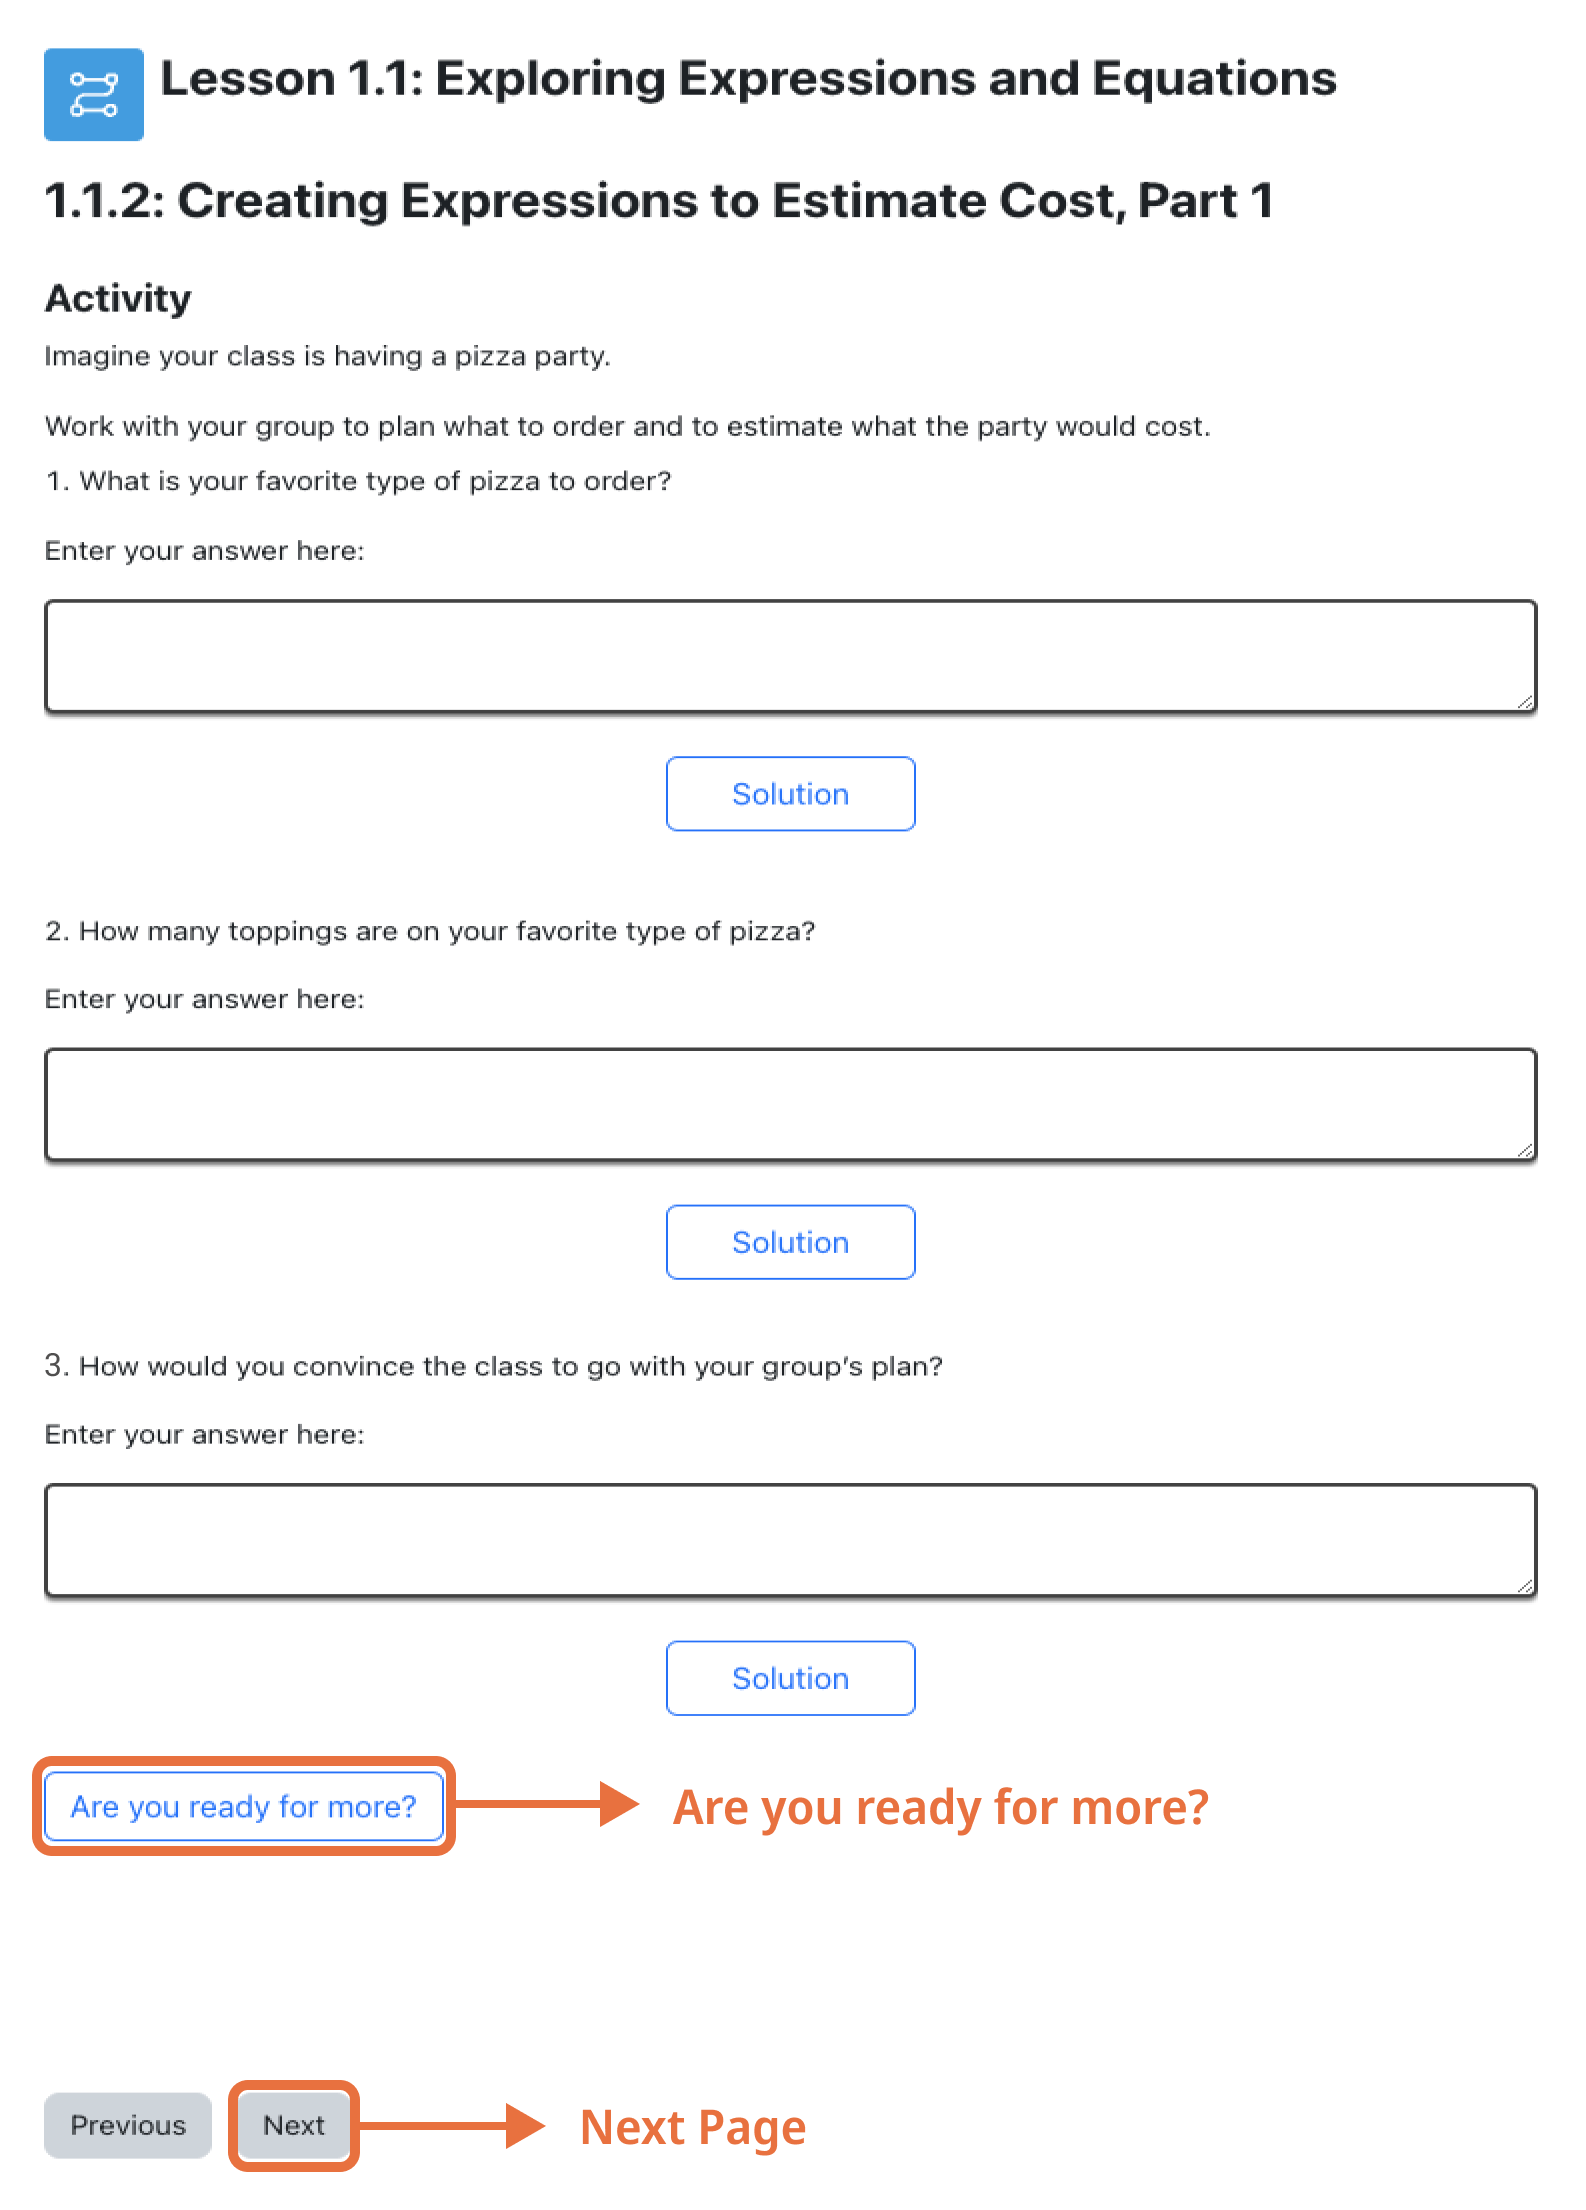 Lesson 1.1: Exploring Expressions and Equations
1.1.2: Creating Expressions to Estimate Cost, Part 1
Activity
Imagine your class is having a pizza party.
Work with your group to plan what to order and to estimate what the party would cost.
1. What is your favorite type of pizza to order?
Enter your answer here:
Solution
2. How many toppings are on your favorite type of pizza?
Enter your answer here:
Solution
3. How would you convince the class to go with your group's plan?
Enter your answer here:
Solution
Are you ready for more? Are you ready for more?
Previous Next Next Page